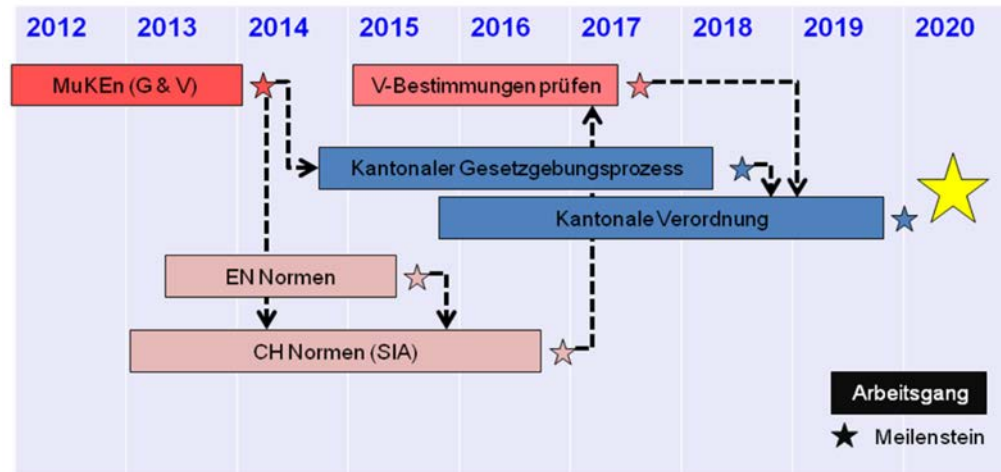 2012 2013 2014 2015 2016 2017 2018 2019 2020
MuKEn (G & V)
V-Bestimmungen prüfen
Kantonaler Gesetzgebungsprozess
Kantonale Verordnung
EN Normen
CH Normen (SIA)
Arbeitsgang
Meilenstein